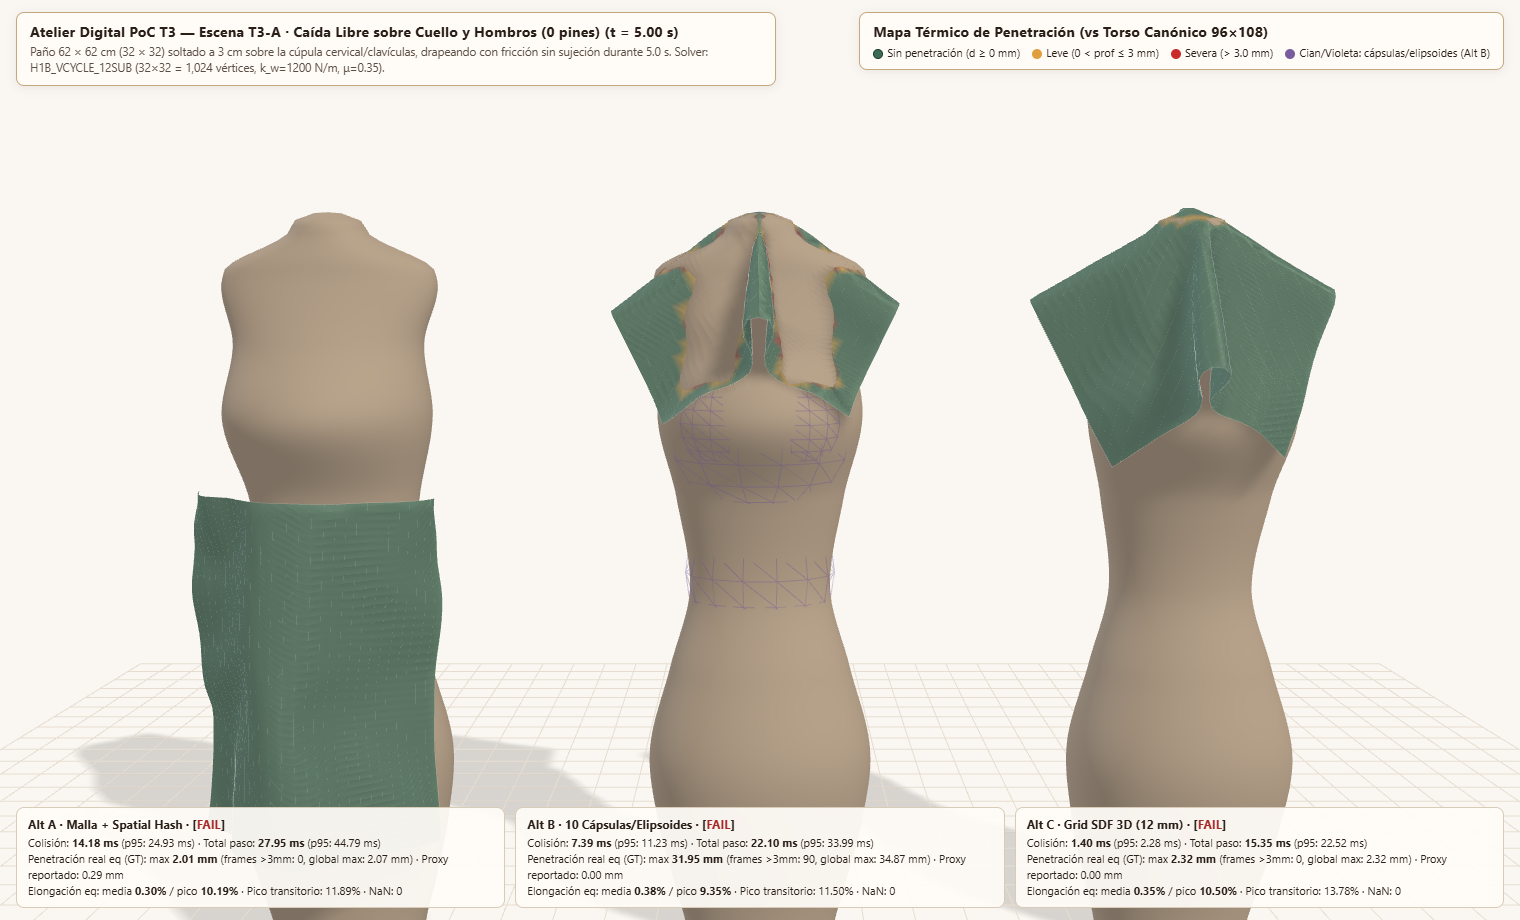 Atelier Digital PoC T3 — Escena T3-A · Caída Libre sobre Cuello y Hombros (0 pines) (t = 5.00 s)
Paño 62 × 62 cm (32 × 32) soltado a 3 cm sobre la cúpula cervical/clavículas, drapeando con fricción sin sujeción durante 5.0 s. Solver:
H1B_VCYCLE_12SUB (32×32 = 1,024 vértices, k_w=1200 N/m, μ=0.35).
Mapa Térmico de Penetración (vs Torso Canónico 96×108)
Sin penetración (d ≥ 0 mm) Leve (0 < prof ≤ 3 mm) Severa (> 3.0 mm) Cian/Violeta: cápsulas/elipsoides (Alt B)
Alt A · Malla + Spatial Hash · [FAIL]
Colisión: 14.18 ms (p95: 24.93 ms) · Total paso: 27.95 ms (p95: 44.79 ms)
Penetración real eq (GT): max 2.01 mm (frames >3mm: 0, global max: 2.07 mm) · Proxy
reportado: 0.29 mm
Elongación eq: media 0.30% / pico 10.19% · Pico transitorio: 11.89% · NaN: 0
Alt B · 10 Cápsulas/Elipsoides · [FAIL]
Colisión: 7.39 ms (p95: 11.23 ms) · Total paso: 22.10 ms (p95: 33.99 ms)
Penetración real eq (GT): max 31.95 mm (frames >3mm: 90, global max: 34.87 mm) · Proxy
reportado: 0.00 mm
Elongación eq: media 0.38% / pico 9.35% · Pico transitorio: 11.50% · NaN: 0
Alt C · Grid SDF 3D (12 mm) · [FAIL]
Colisión: 1.40 ms (p95: 2.28 ms) · Total paso: 15.35 ms (p95: 22.52 ms)
Penetración real eq (GT): max 2.32 mm (frames >3mm: 0, global max: 2.32 mm) · Proxy
reportado: 0.00 mm
Elongación eq: media 0.35% / pico 10.50% · Pico transitorio: 13.78% · NaN: 0